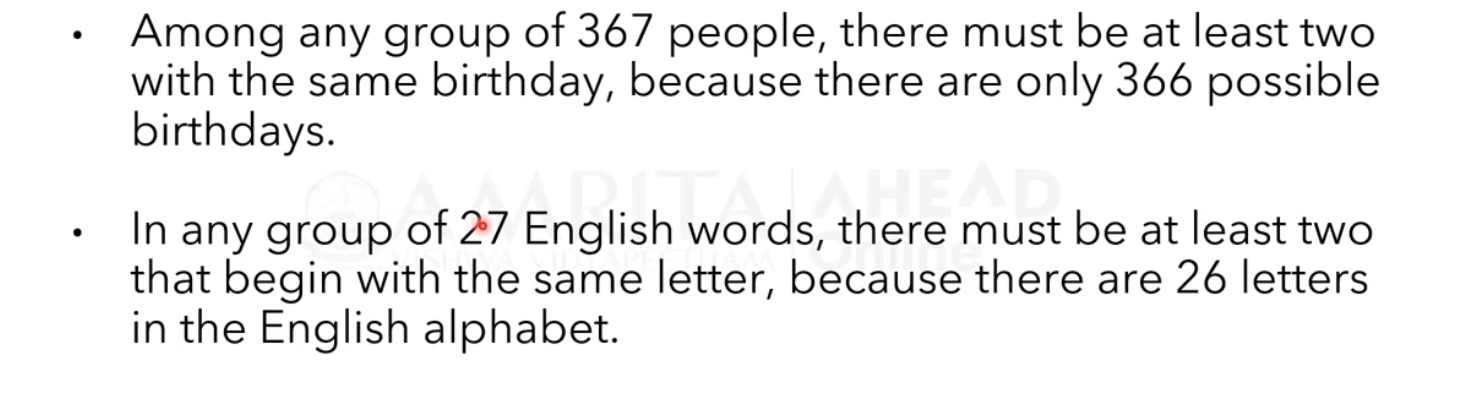 • Among any group of 367 people, there must be at least two
with the same birthday, because there are only 366 possible
birthdays.
AMRITA AHEAD
VISHWA VIDYAPEETHAM Online
• In any group of 27 English words, there must be at least two
that begin with the same letter, because there are 26 letters
in the English alphabet.